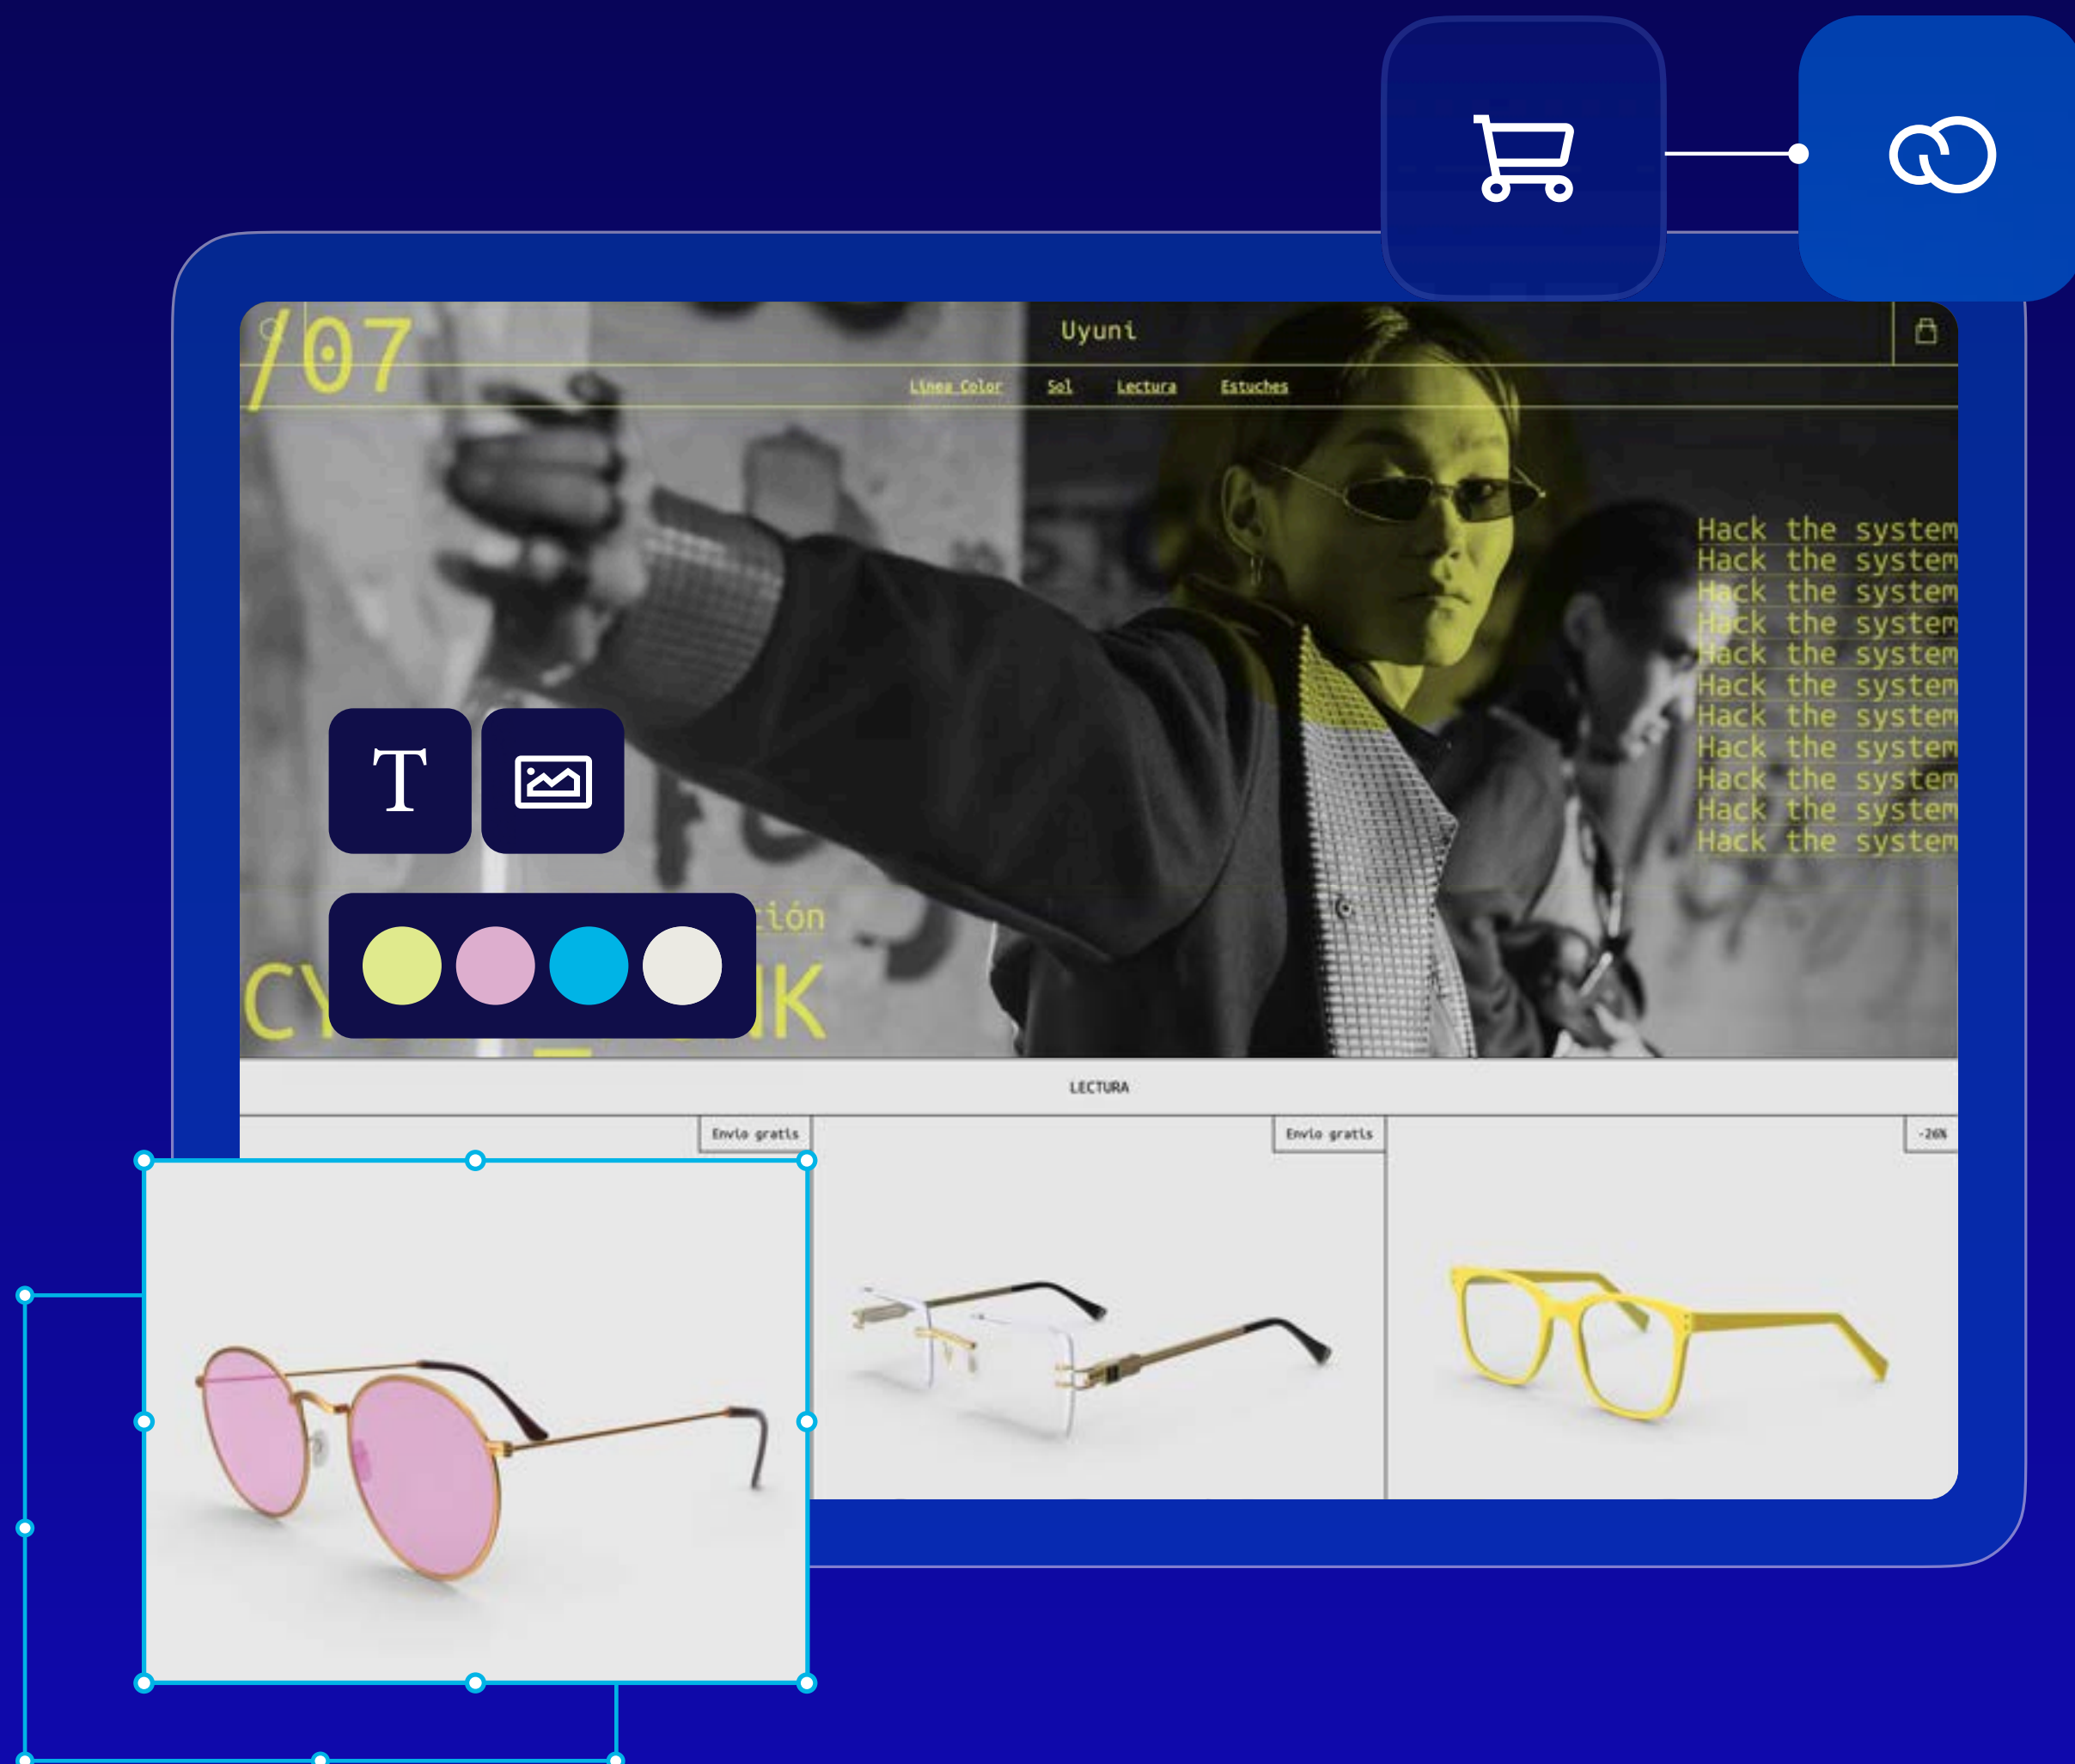 /07
Uyuni
Línea Color Sol Lectura Estuches
Hack the system
Hack the system
Hack the system
Hack the system
Hack the system
Hack the system
Hack the system
Hack the system
Hack the system
Hack the system
Hack the system
T
LECTURA
Envío gratis Envío gratis -26%